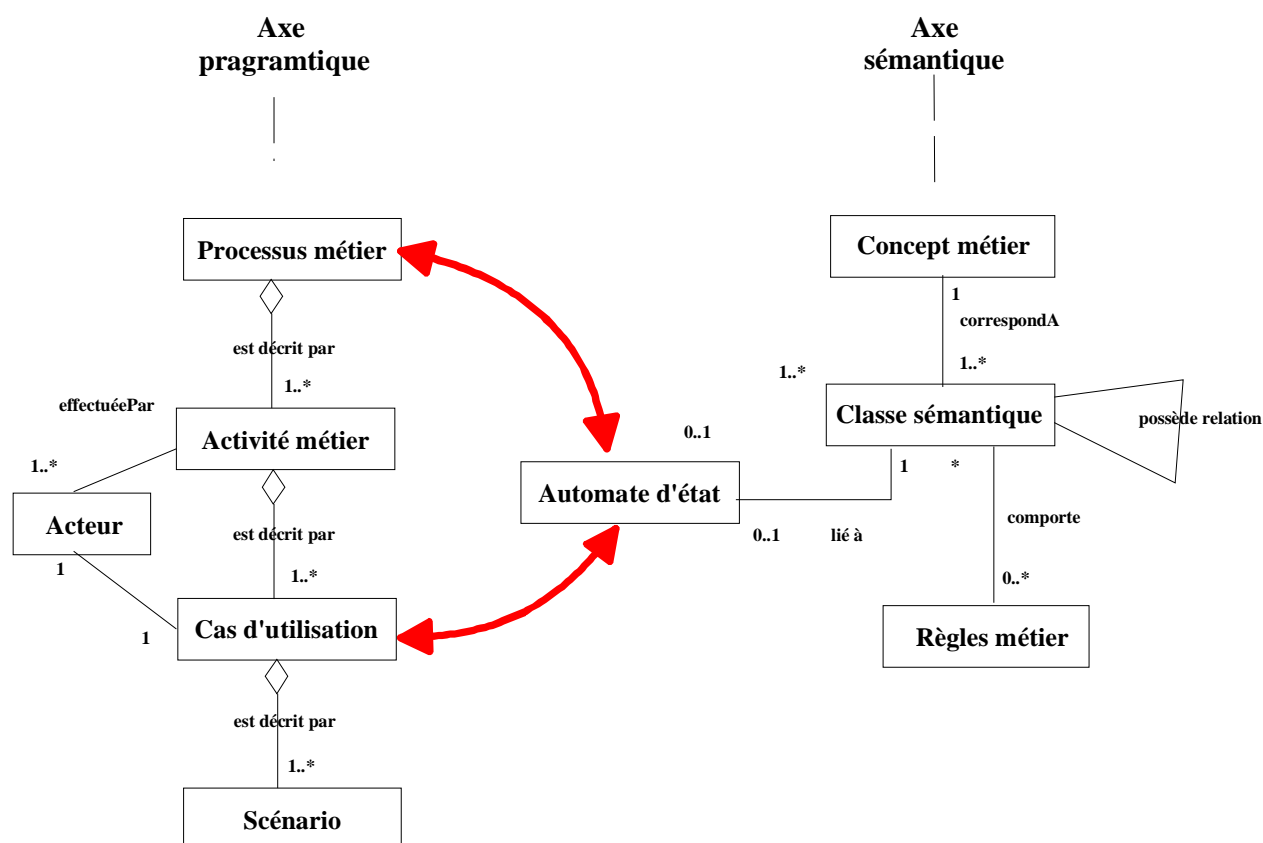 Axe
pragramtique
Axe
sémantique
Processus métier
Concept métier
1
correspondA
est décrit par
1..*
1..*
1..*
effectuéePar
Activité métier
Classe sémantique
possède relation
0..1
1..*
1
*
Automate d'état
Acteur
comporte
est décrit par
0..1
lié à
1
1..*
0..*
Cas d'utilisation
1
Règles métier
est décrit par
1..*
Scénario